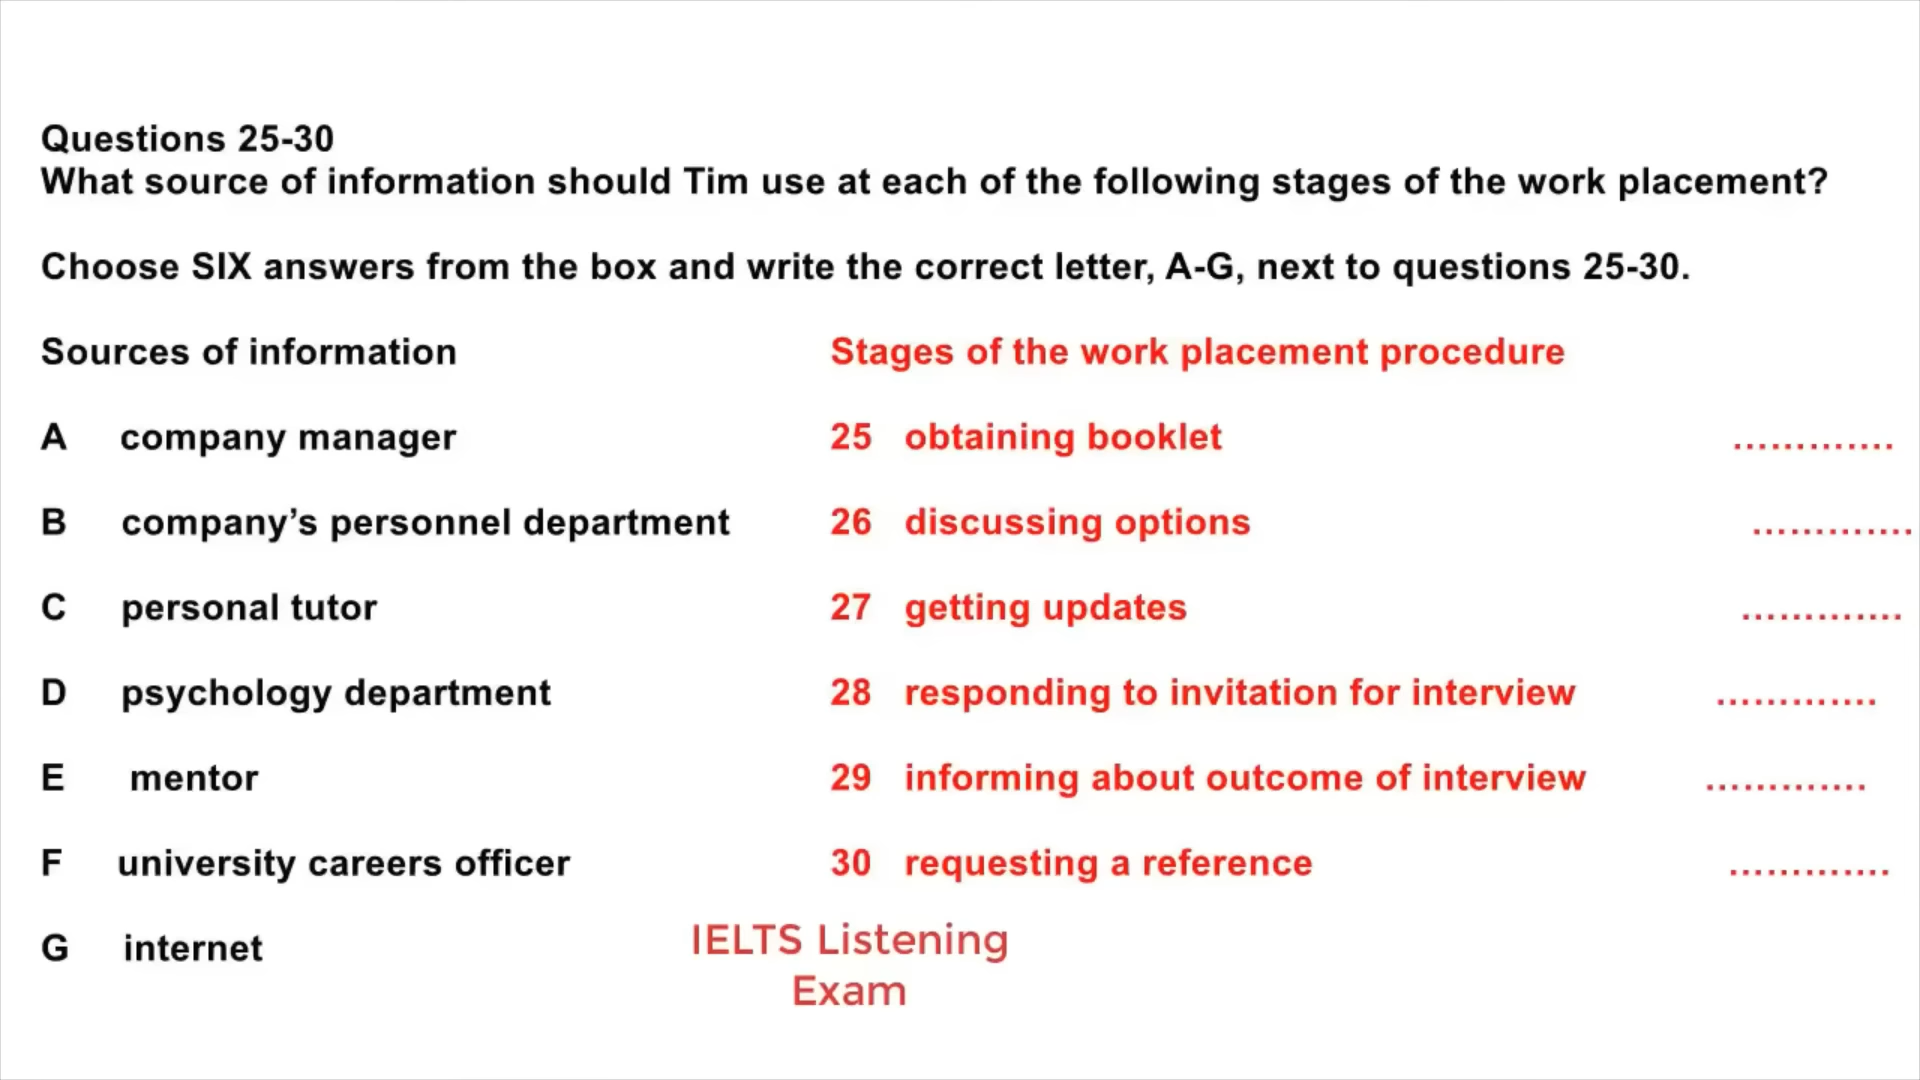 Questions 25-30
What source of information should Tim use at each of the following stages of the work placement?
Choose SIX answers from the box and write the correct letter, A-G, next to questions 25-30.
Sources of information
Stages of the work placement procedure
A company manager
25 obtaining booklet .............
B company’s personnel department
26 discussing options .............
C personal tutor
27 getting updates .............
D psychology department
28 responding to invitation for interview .............
E mentor
29 informing about outcome of interview .............
F university careers officer
30 requesting a reference .............
G internet
IELTS Listening
Exam